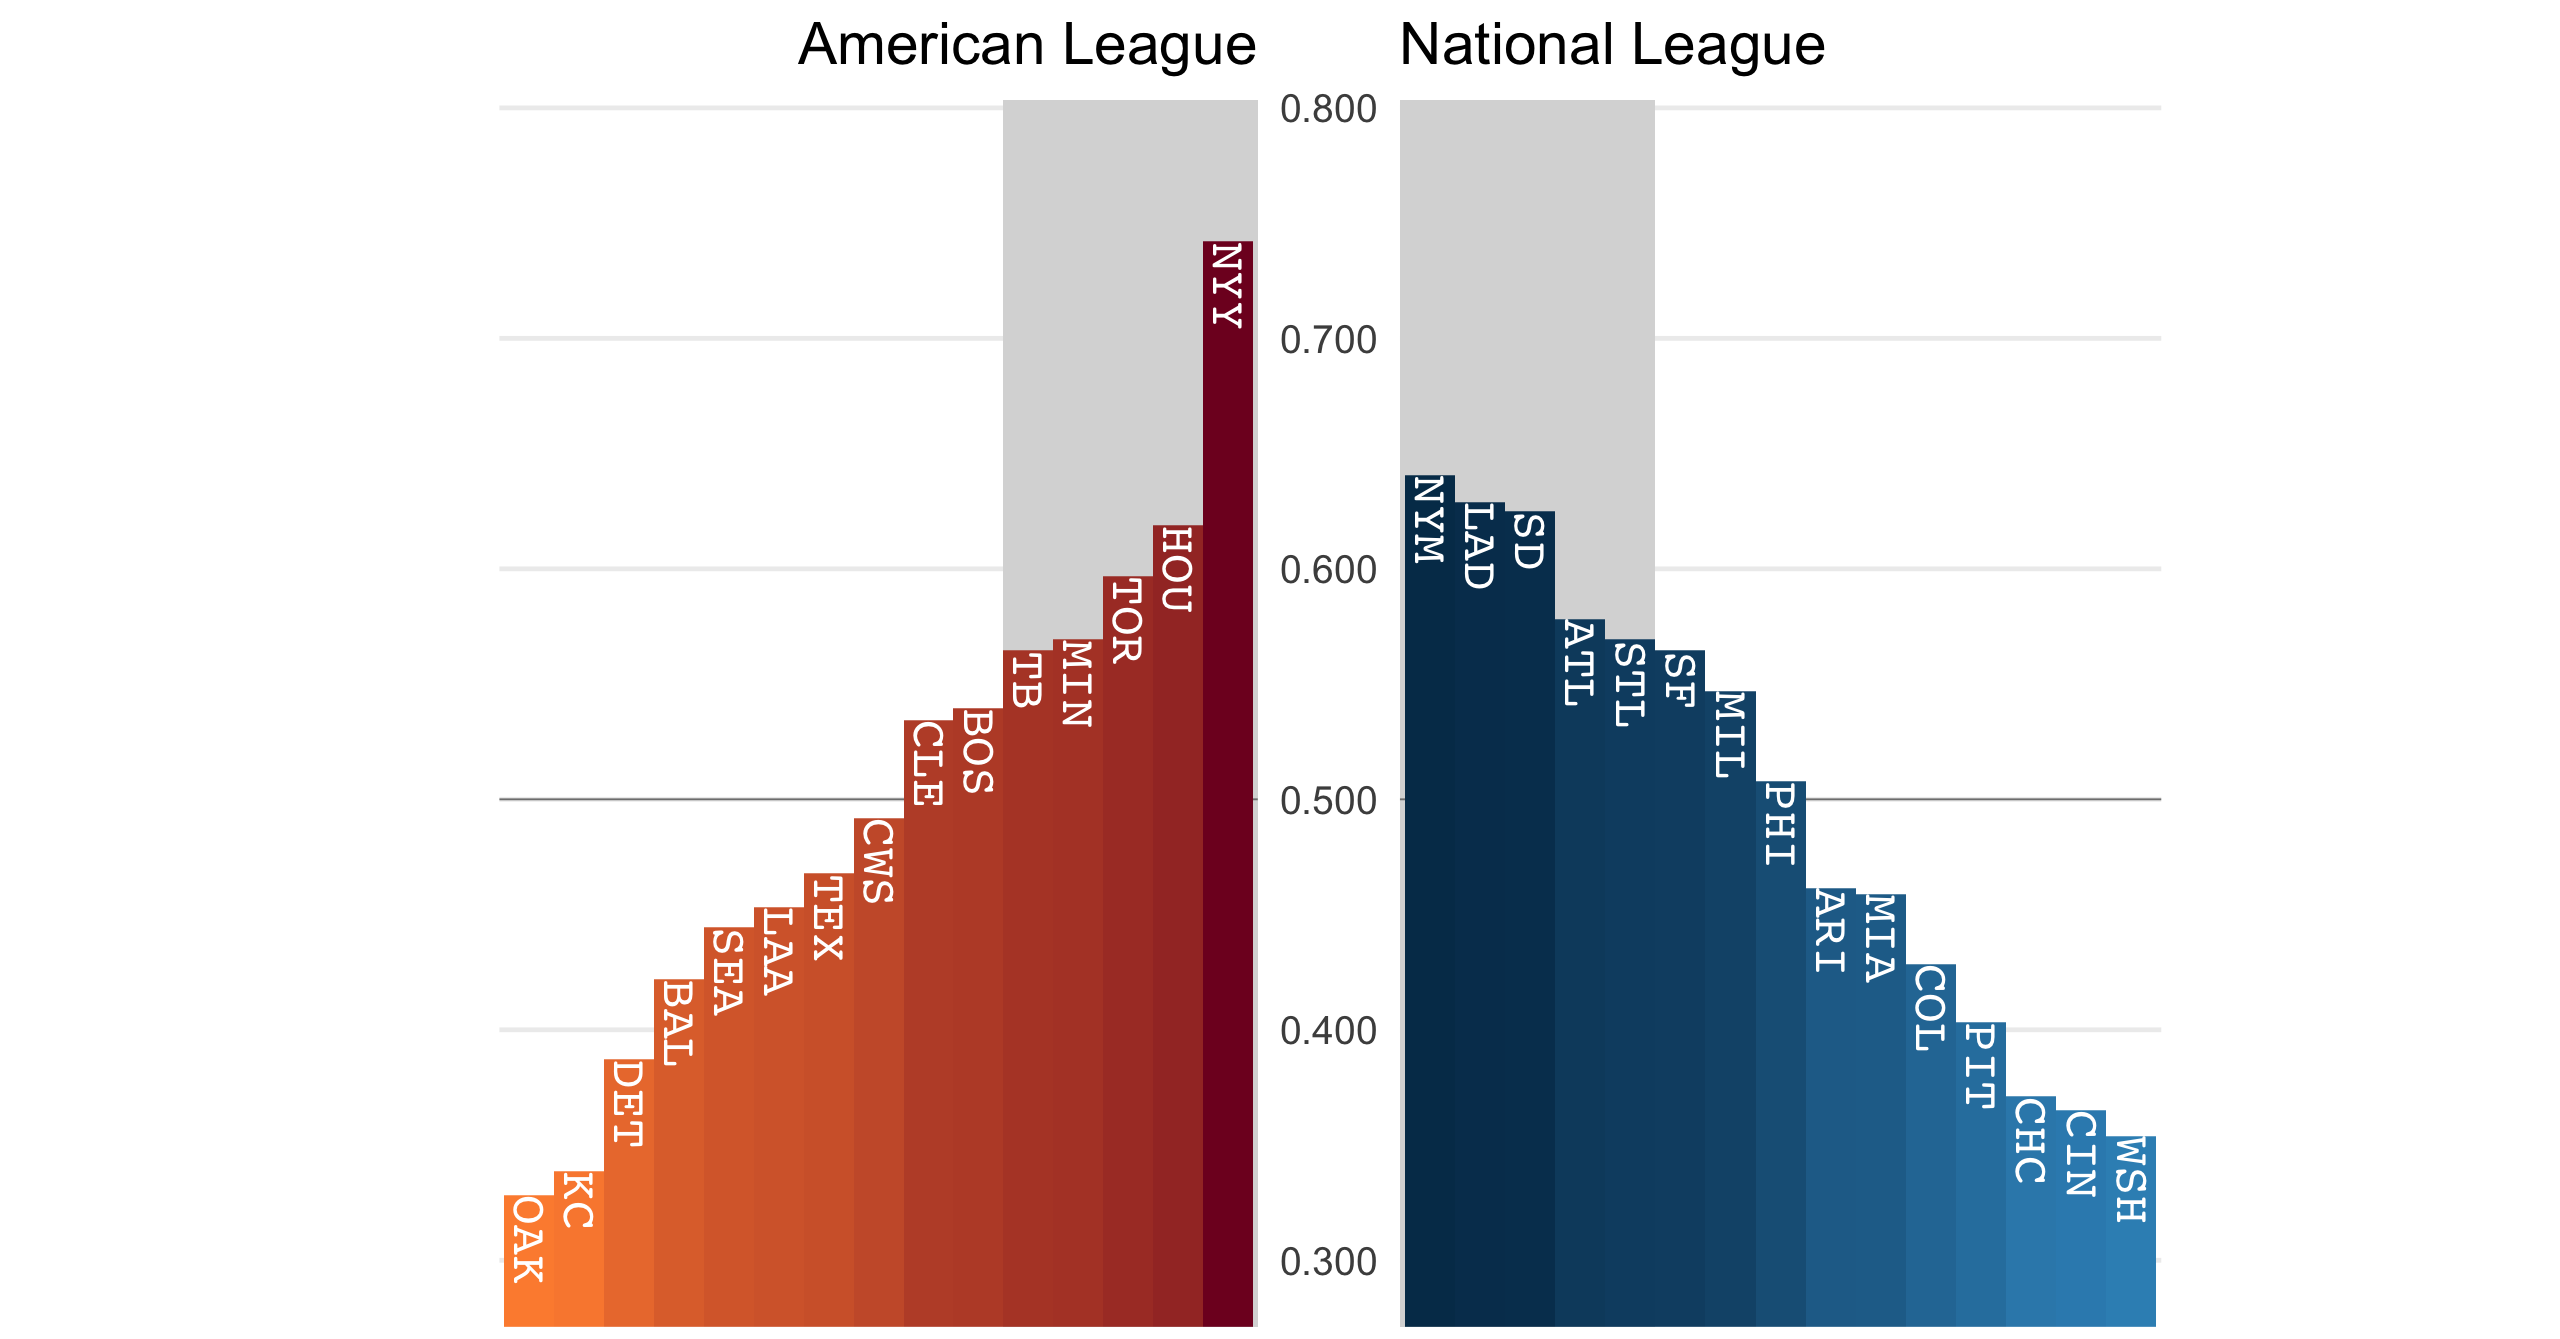 American League
National League
0.800
0.700
0.600
0.500
0.400
0.300
OAK
KC
DET
BAL
SEA
LAA
TEX
CWS
CLE
BOS
TB
MIN
TOR
HOU
NYY
NYM
LAD
SD
ATL
STL
SF
MIL
PHI
ARI
MIA
COL
PIT
CHC
CIN
WSH